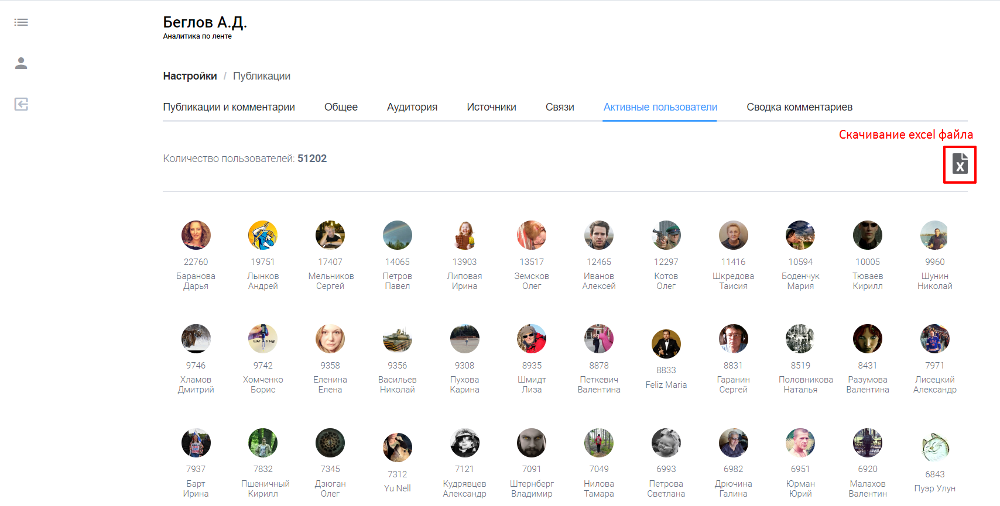 Беглов А.Д.
Аналитика по ленте
Настройки / Публикации
Публикации и комментарии Общее Аудитория Источники Связи Активные пользователи Сводка комментариев
Скачивание excel файла
Количество пользователей: 51202
X
22760 19751 17407 14065 13903 13517 12465 12297 11416 10594 10005 9960
Баранова Лынков Мельников Петров Липовая Земсков Иванов Котов Шкредова Боденчук Тюваев Шунин
Дарья Андрей Сергей Павел Ирина Олег Алексей Олег Таисия Мария Кирилл Николай
ШАГ 0.1ед!
9746 9742 9358 9356 9308 8935 8878 8833 8831 8519 8431 7971
Хламов Хомченко Еленина Васильев Пухова Шмидт Петкевич Feliz Maria Гаранин Половникова Разумова Лисецкий
Дмитрий Борис Елена Николай Карина Лиза Валентина Сергей Наталья Валентина Александр
7937 7832 7345 7312 7121 7091 7049 6993 6982 6951 6920 6843
Барт Пшеничный Дзюган Yu Nell Кудрявцев Штернберг Нилова Петрова Дрючина Юрман Малахов Пуэр Улун
Ирина Кирилл Олег Александр Владимир Тамара Светлана Галина Юрий Валентин